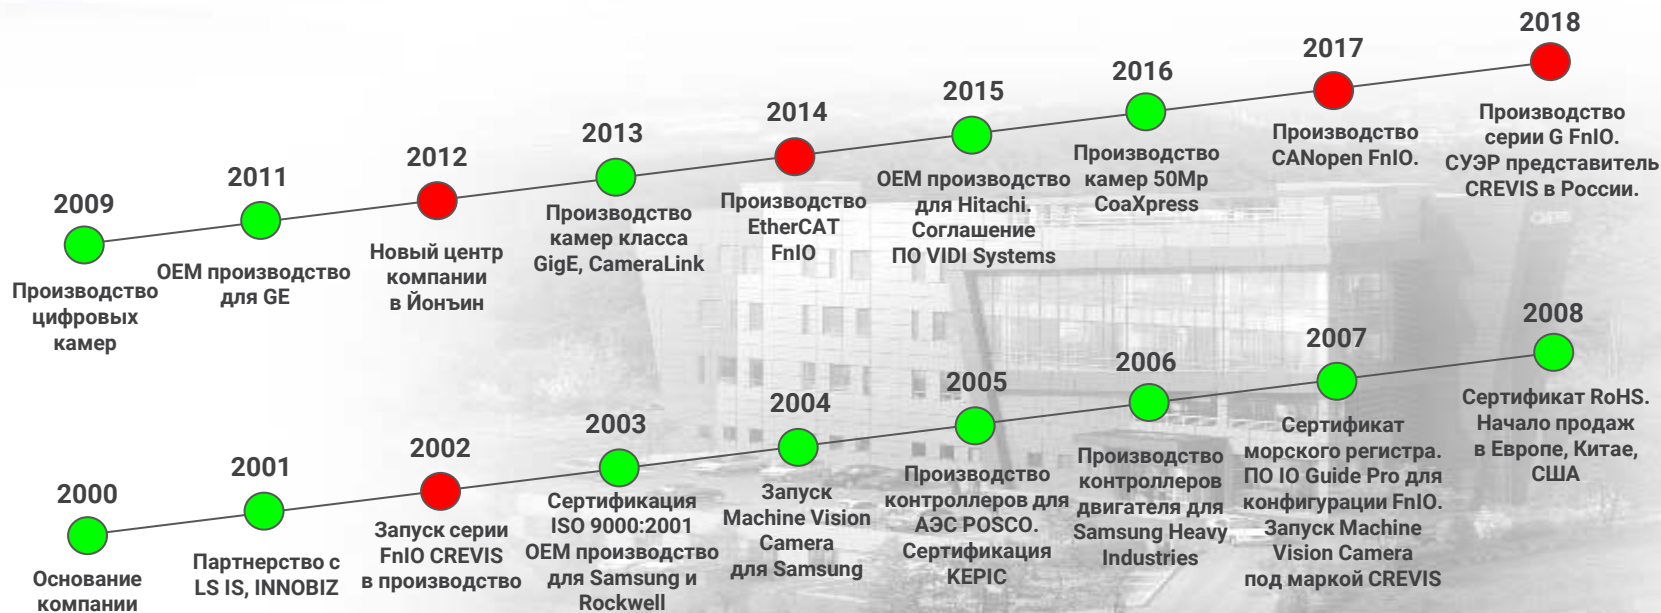 2009
Производство
цифровых
камер
2011
ОЕМ производство
для GE
2012
Новый центр
компании
в Йонъин
2013
Производство
камер класса
GigE, CameraLink
2014
Производство
EtherCAT
FnIO
2015
ОЕМ производство
для Hitachi.
Соглашение
ПО VIDI Systems
2016
Производство
камер 50Mp
CoaXpress
2017
Производство
CANopen FnIO.
2018
Производство
серии G FnIO.
СУЭР представитель
CREVIS в России.
2000
Основание
компании
2001
Партнерство с
LS IS, INNOBIZ
2002
Запуск серии
FnIO CREVIS
в производство
2003
Сертификация
ISO 9000:2001
ОЕМ производство
для Samsung и
Rockwell
2004
Запуск
Machine Vision
Camera
для Samsung
2005
Производство
контроллеров для
АЭС POSCO.
Сертификация
KEPIC
2006
Производство
контроллеров
двигателя для
Samsung Heavy
Industries
2007
Сертификат
морского регистра.
ПО IO Guide Pro для
конфигурации FnIO.
Запуск Machine
Vision Camera
под маркой CREVIS
2008
Сертификат RoHS.
Начало продаж
в Европе, Китае,
США